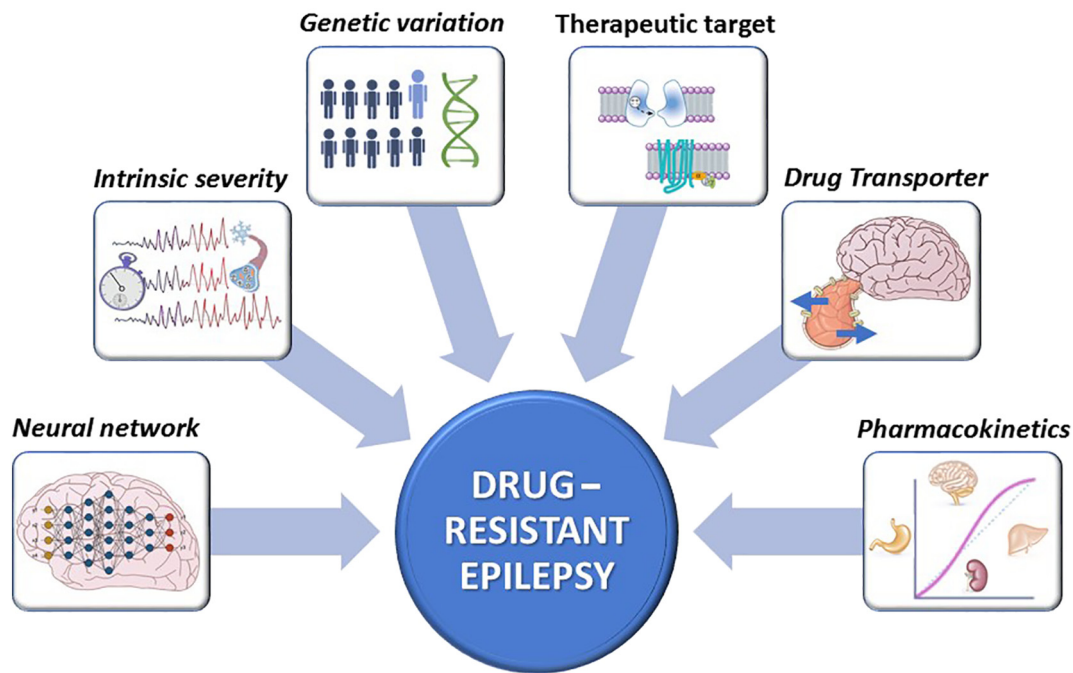 Genetic variation
Therapeutic target
Intrinsic severity
Drug Transporter
Neural network
Pharmacokinetics
DRUG –
RESISTANT
EPILEPSY